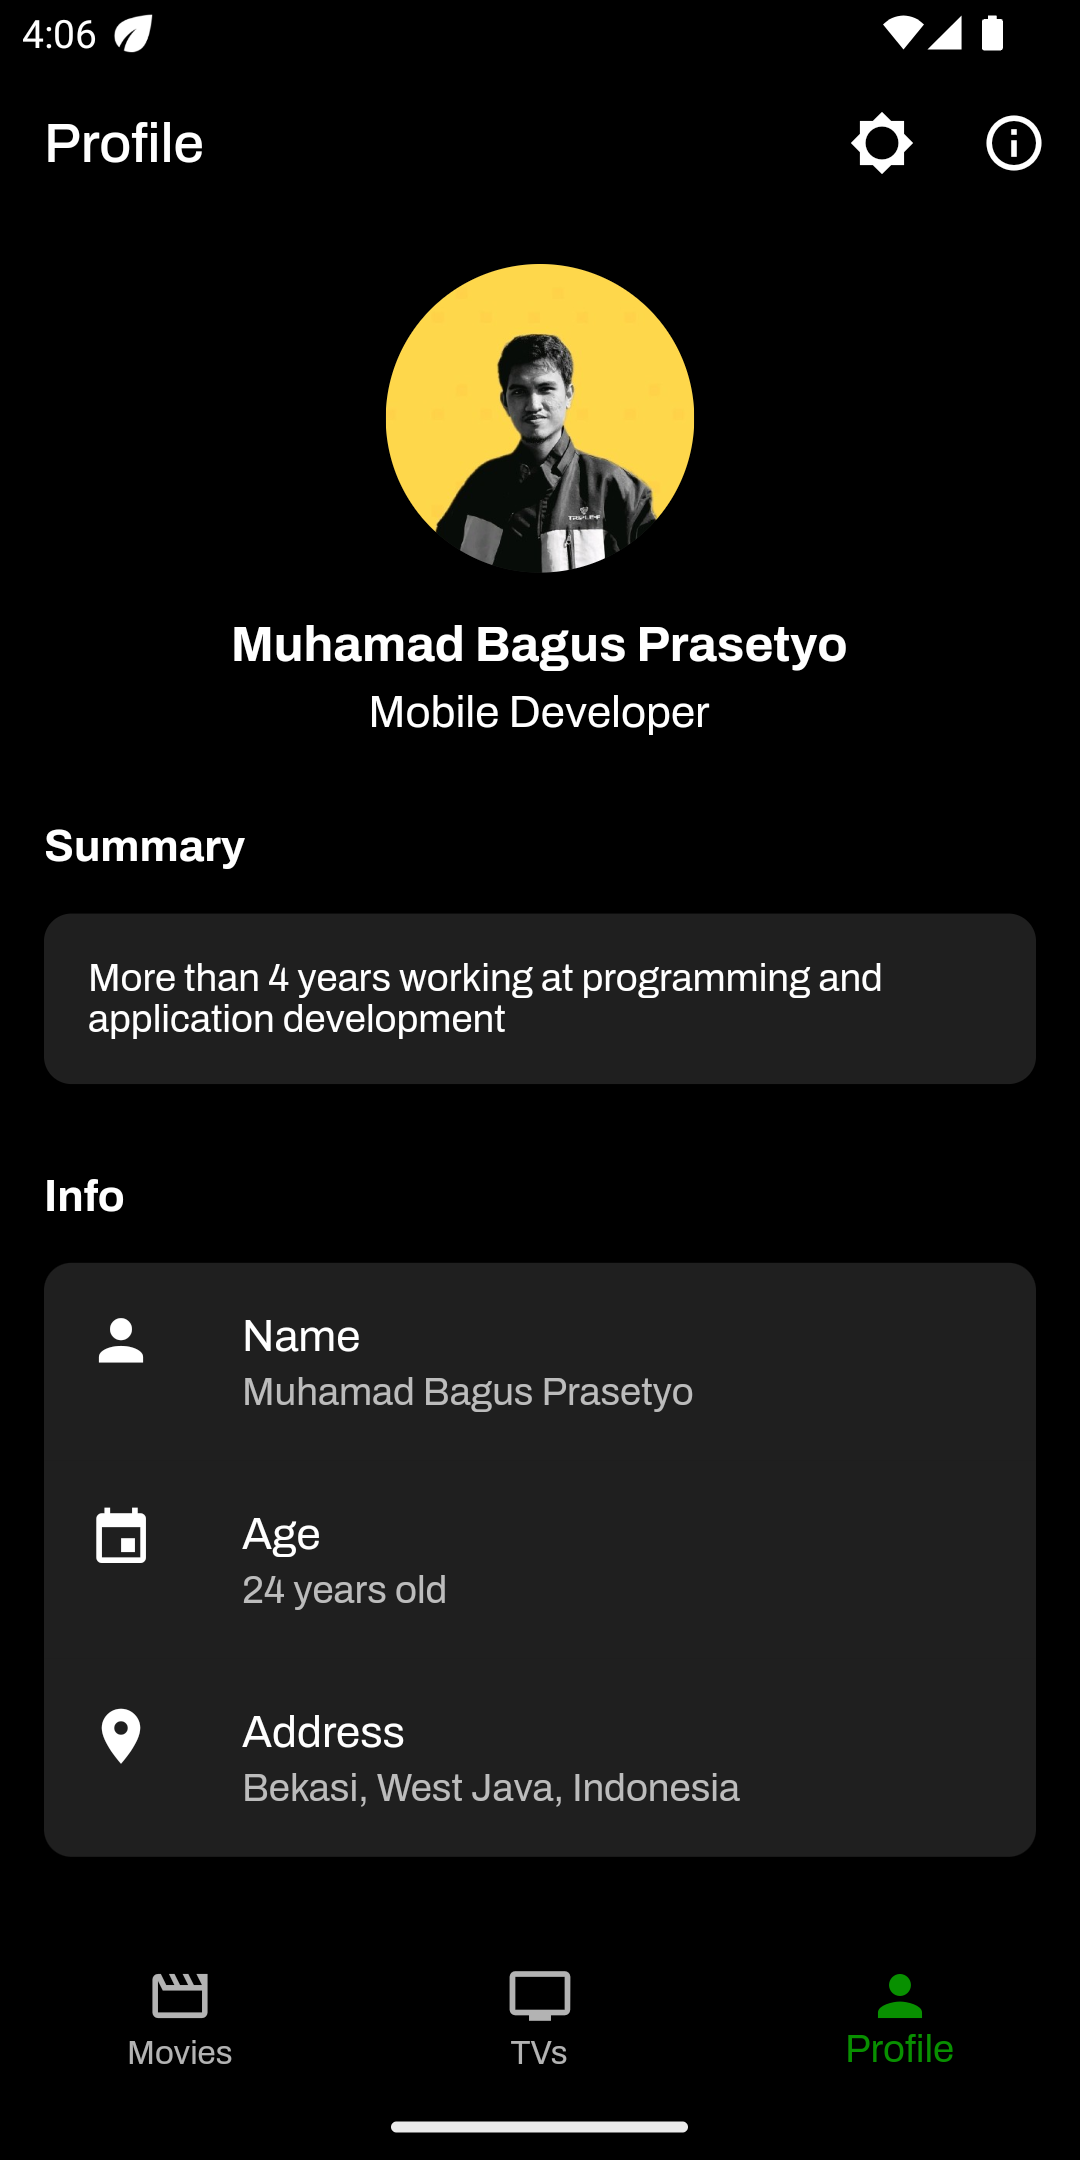 4:06
Profile
Muhamad Bagus Prasetyo
Mobile Developer
Summary
More than 4 years working at programming and
application development
Info
Name
Muhamad Bagus Prasetyo
Age
24 years old
Address
Bekasi, West Java, Indonesia
Movies
TVs
Profile